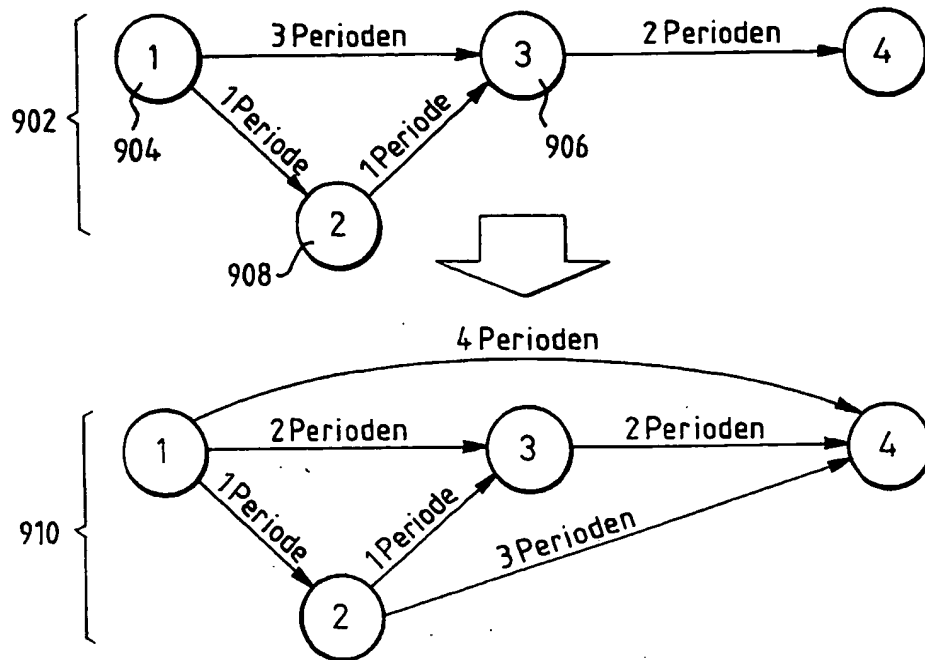 1
3 Perioden
3
2 Perioden
4
902
904
1 Periode
1 Periode
906
2
908
4 Perioden
1
2 Perioden
3
2 Perioden
4
910
1 Periode
1 Periode
3 Perioden
2